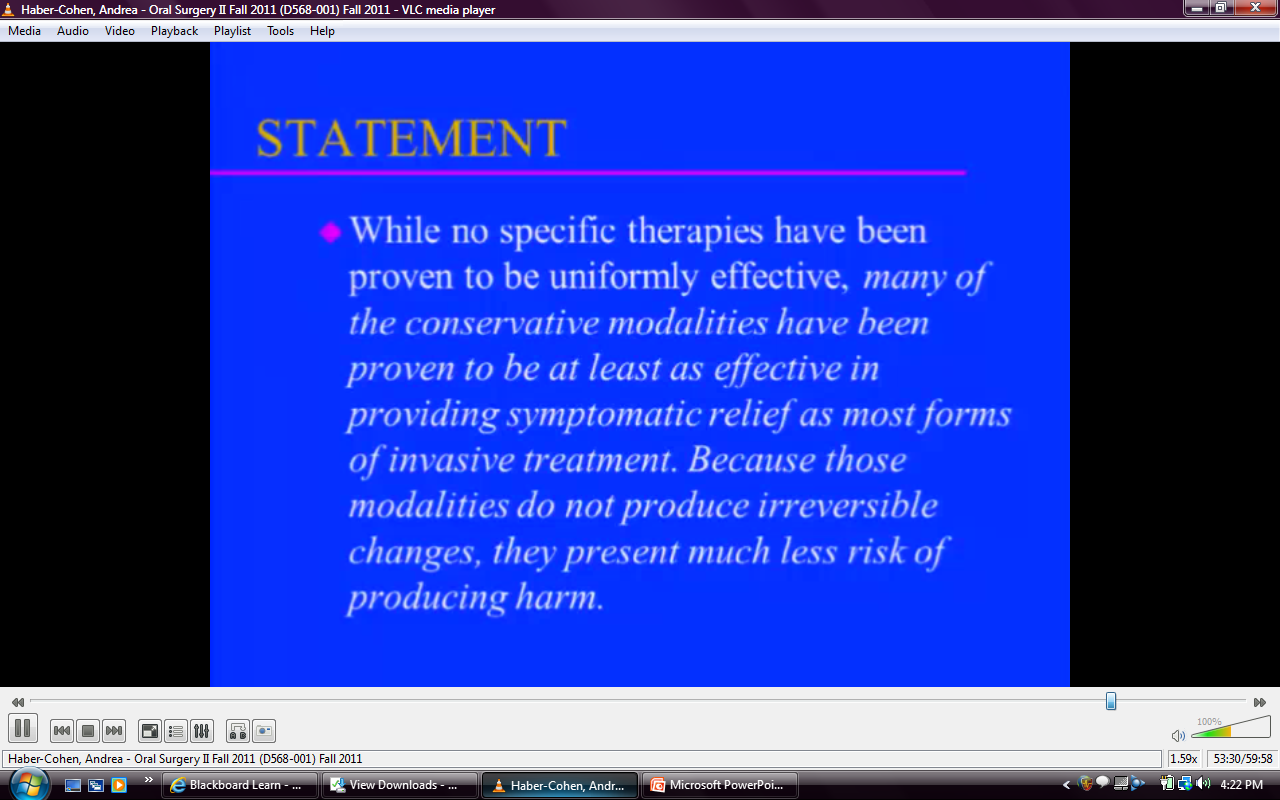 Haber-Cohen, Andrea - Oral Surgery II Fall 2011 (D568-001) Fall 2011 - VLC media player
Media Audio Video Playback Playlist Tools Help
STATEMENT
While no specific therapies have been
proven to be uniformly effective, many of
the conservative modalities have been
proven to be at least as effective in
providing symptomatic relief as most forms
of invasive treatment. Because those
modalities do not produce irreversible
changes, they present much less risk of
producing harm.
100%
Haber-Cohen, Andrea - Oral Surgery II Fall 2011 (D568-001) Fall 2011
1.59x 53:30/59:58
Blackboard Learn - ... View Downloads - ... Haber-Cohen, Andr... Microsoft PowerPoi... 4:22 PM